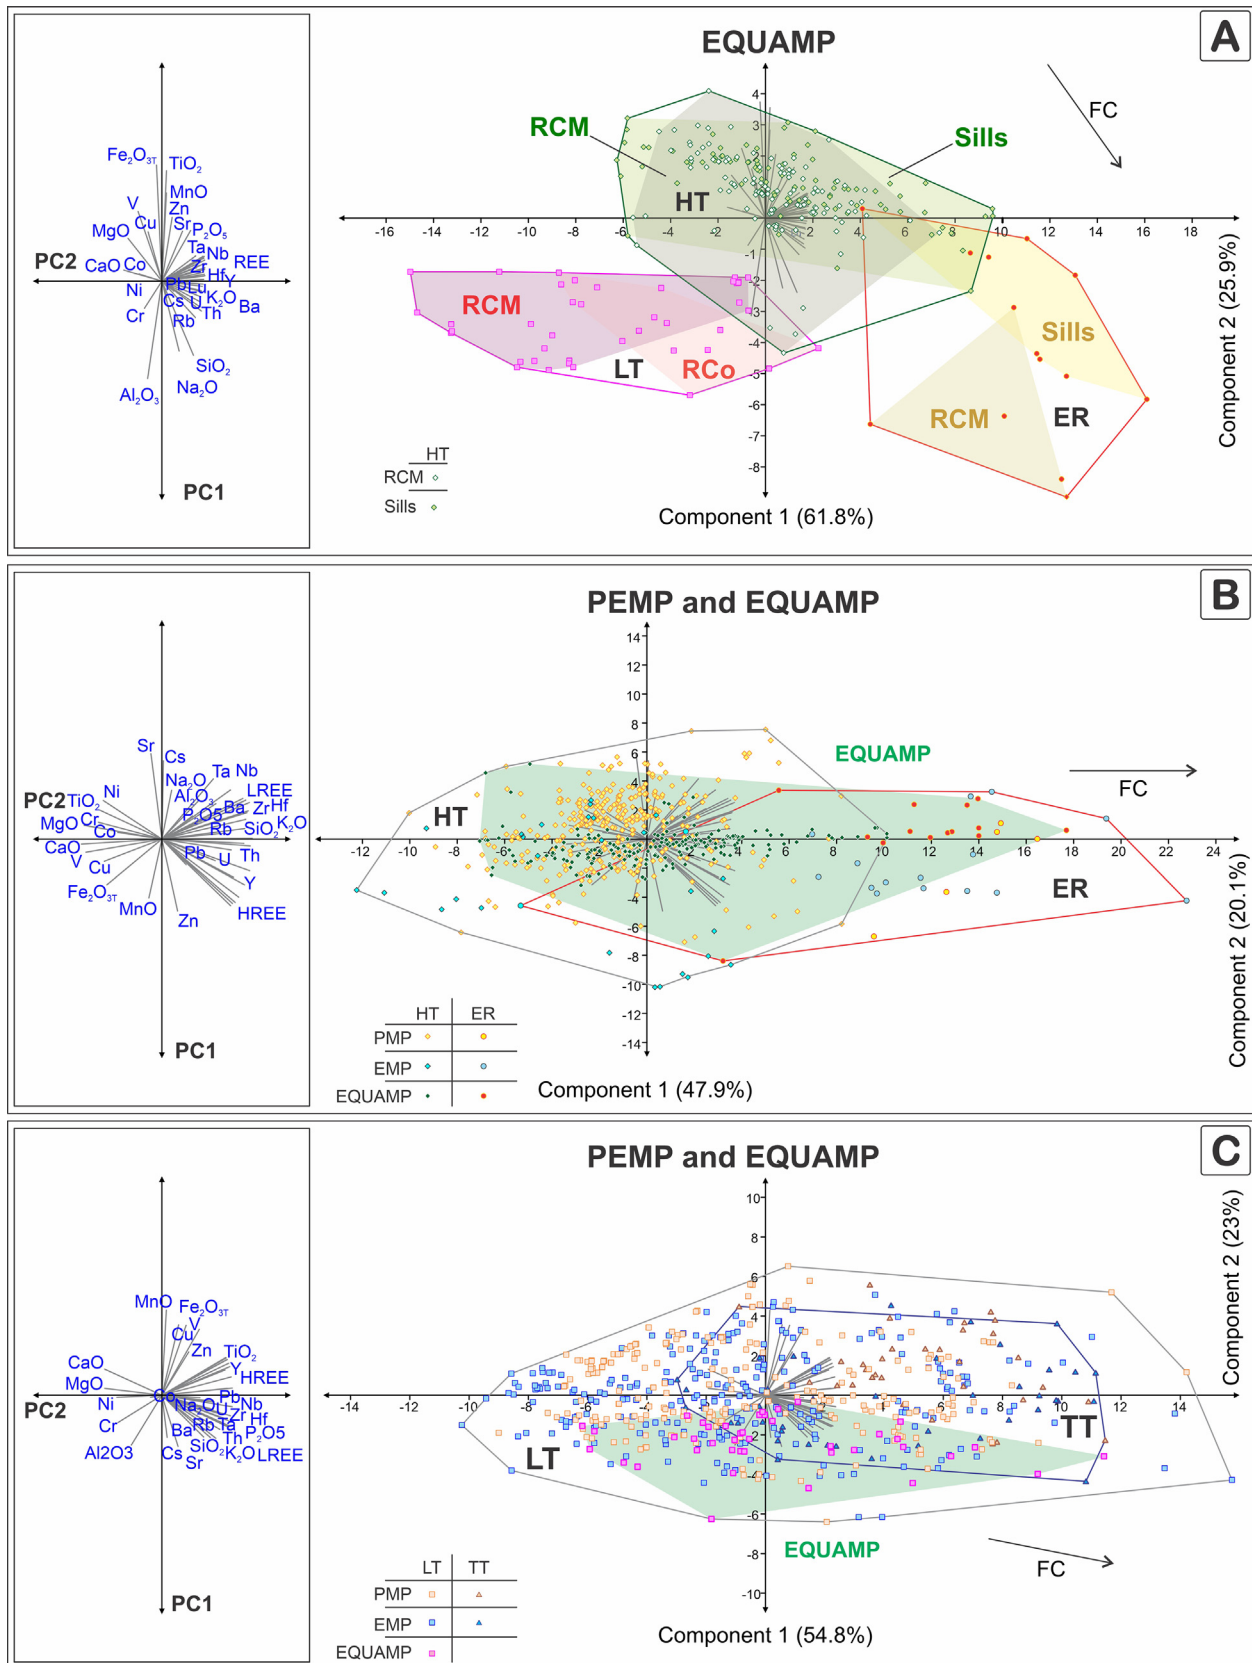 EQUAMP
A
Fe2O3T
TiO2
MnO
V
Zn
Cu
Sr
P2O5
MgO
Ta
Nb
PC2
CaO
Co
Zr
REE
Hf
Y
Pb
Lu
Ni
K2O
Cs
U
Ba
Cr
Th
Rb
SiO2
Na2O
Al2O3
PC1
RCM
Sills
FC
HT
4
3
2
1
-16 -14 -12 -10 -8 -6 -4 -2 2 4 6 8 10 12 14 16 18
-1
-2
-3
-4
-5
-6
-7
-8
RCM
LT
RCo
Sills
RCM
ER
HT
RCM
Sills
Component 1 (61.8%)
Component 2 (25.9%)
PEMP and EQUAMP
B
Sr
Cs
Ta Nb
Na2O
LREE
Ni
Al2O3
PC2
TiO2
Ba
Zr Hf
P2O5
MgO
Cr
Co
Rb
SiO2
K2O
CaO
Pb
U
Th
V
Cu
Y
Fe2O3T
MnO
HREE
Zn
PC1
14
12
10
8
6
4
2
EQUAMP
FC
HT
-12 -10 -8 -6 -4 -2 2 4 6 8 10 12 14 16 18 20 22 24
ER
-2
-4
-6
-8
-10
-12
-14
HT ER
PMP
EMP
EQUAMP
Component 1 (47.9%)
Component 2 (20.1%)
PEMP and EQUAMP
C
MnO
Fe2O3T
V
Cu
Zn
TiO2
CaO
Y
HREE
MgO
Co
Pb
PC2
Ni
Na2O
U
Nb
Cr
Rb
Ta
Zr
Hf
Ba
Th
P2O5
Al2O3
SiO2
Cs
K2O
LREE
Sr
PC1
10
8
6
4
2
-14 -12 -10 -8 -6 -4 -2 2 4 6 8 10 12 14
TT
LT
-2
-4
-6
-8
-10
EQUAMP
FC
LT TT
PMP
EMP
EQUAMP
Component 1 (54.8%)
Component 2 (23%)